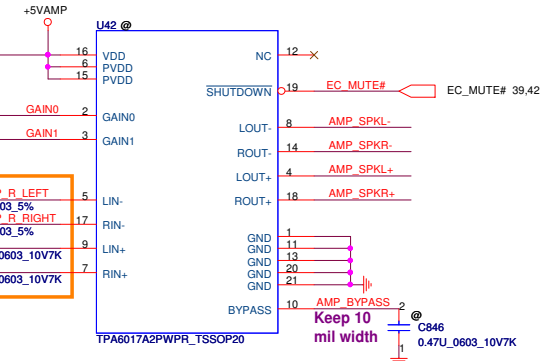 +5VAMP
U42 @
16 VDD
6 PVDD
15 PVDD
NC 12
SHUTDOWN 19 EC_MUTE# EC_MUTE# 39,42
GAIN0 2 GAIN0
GAIN1 3 GAIN1
LOUT- 8 AMP_SPKL-
ROUT- 14 AMP_SPKR-
LOUT+ 4 AMP_SPKL+
ROUT+ 18 AMP_SPKR+
P_R_LEFT 5 LIN-
03_5%
P_R_RIGHT 17 RIN-
03_5%
9 LIN+
0603_10V7K
7 RIN+
0603_10V7K
GND 1
GND 11
GND 13
GND 20
GND 21
BYPASS 10 AMP_BYPASS 2
Keep 10
mil width
@
C846
0.47U_0603_10V7K
1
TPA6017A2PWPR_TSSOP20